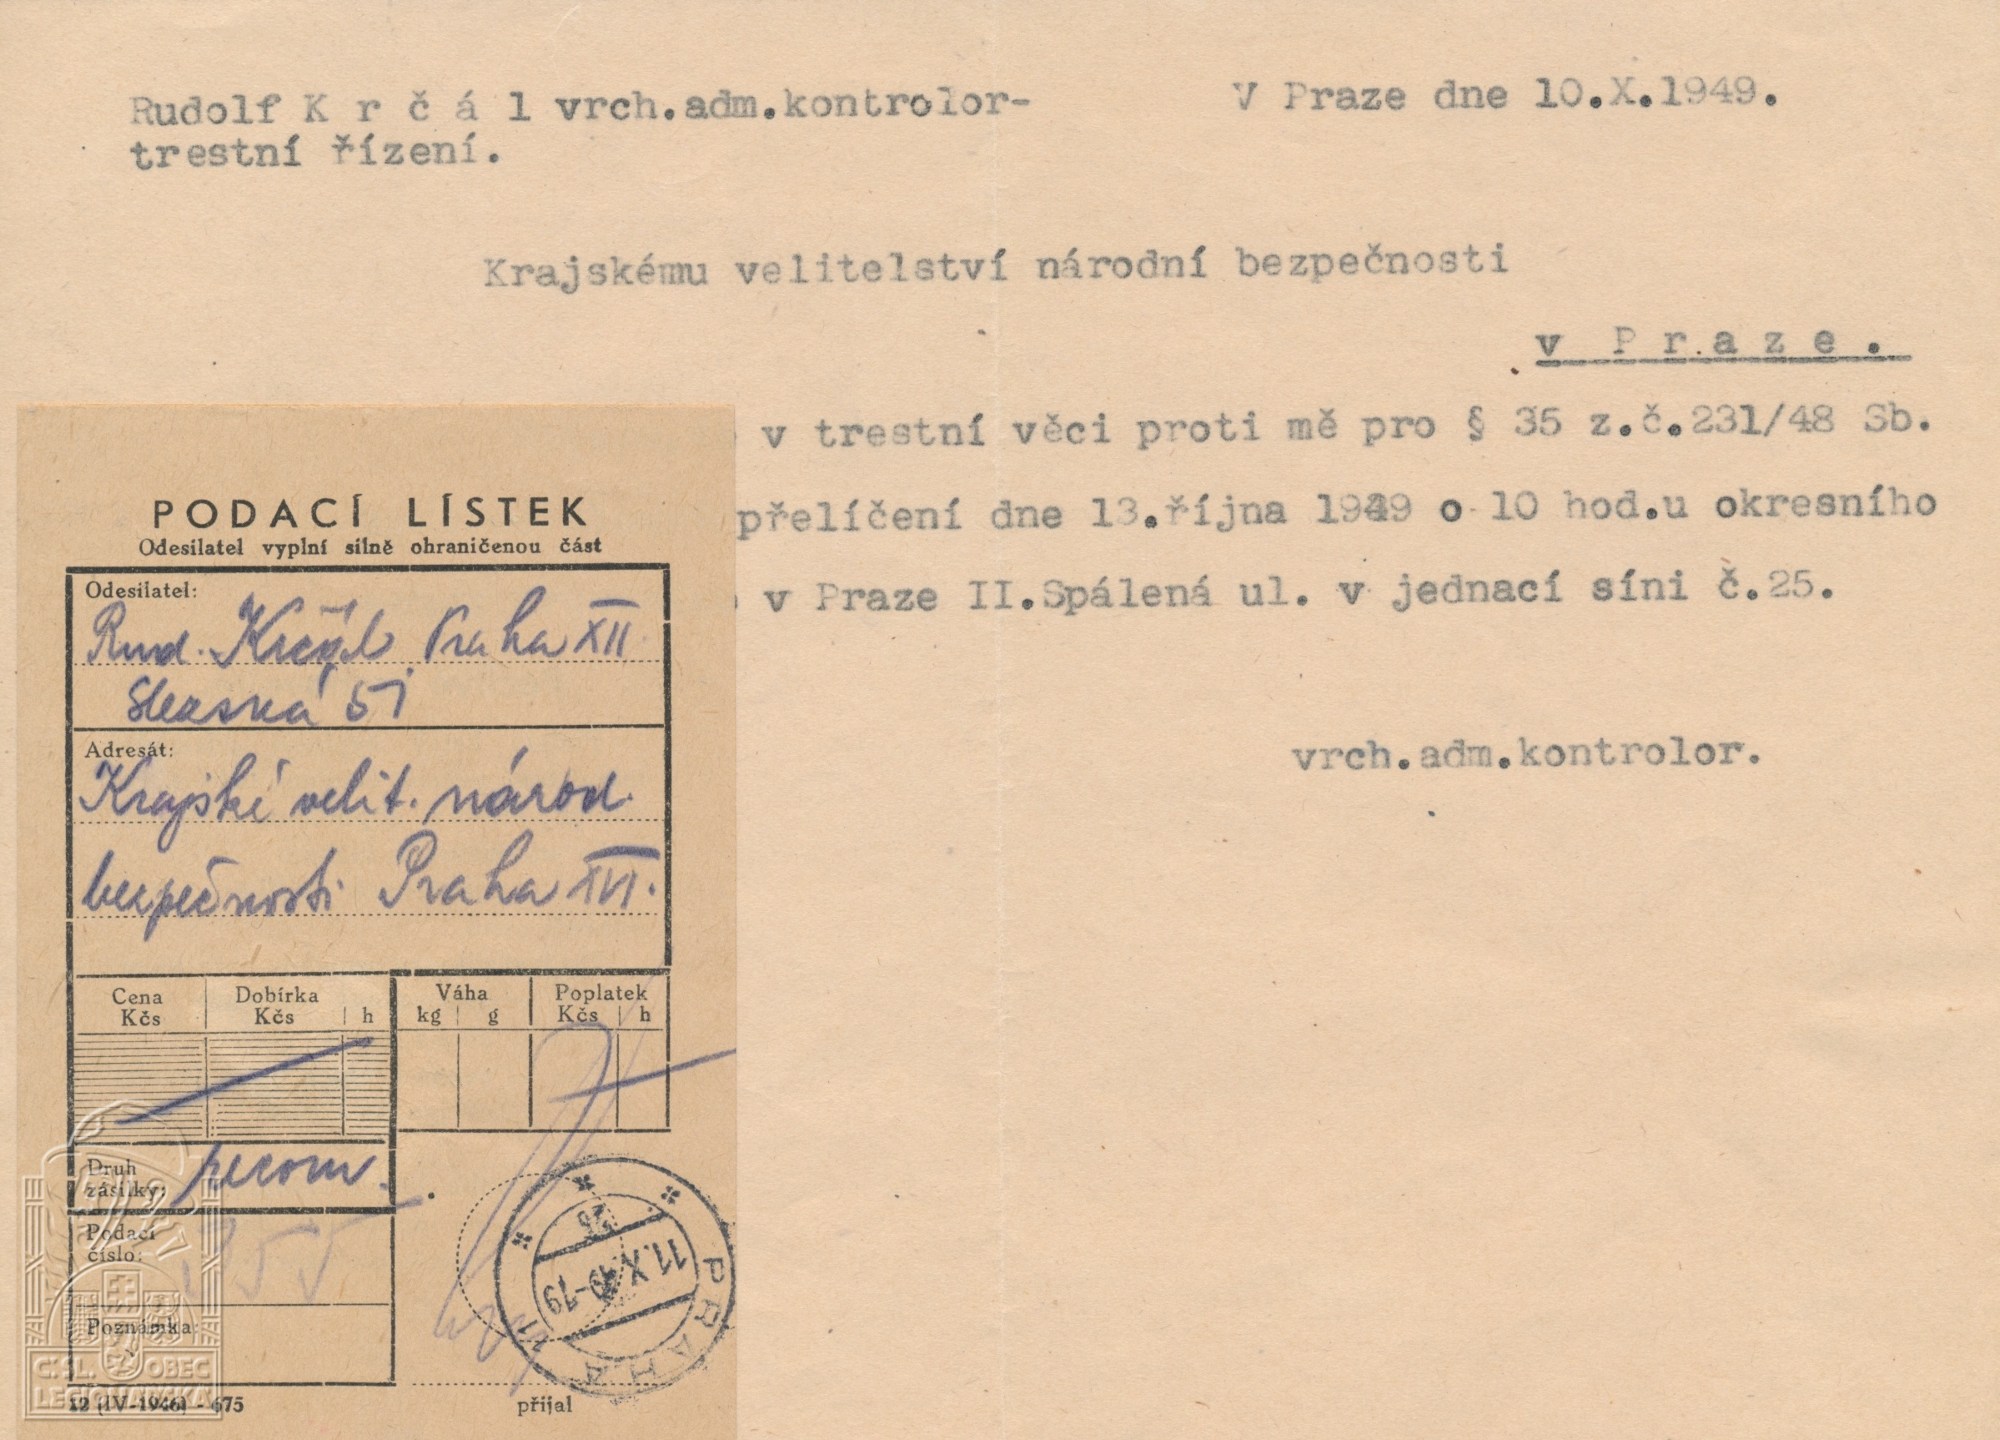 Rudolf K r č á l vrch.adm.kontrolor-
trestní řízení.
V Praze dne 10.X.1949.
Krajskému velitelství národní bezpečnosti
v P r a z e .
v trestní věci proti mě pro § 35 z.č.231/48 Sb.
přelíčení dne 13.října 1949 o 10 hod.u okresního
v Praze II.Spálená ul. v jednací síni č.25.
vrch.adm.kontrolor.
PODACÍ LÍSTEK
Odesilatel vyplní silně ohraničenou část
Odesilatel:
Rud. Krčál Praha XII
Slezská 51
Adresát:
Krajské velit. národ.
bezpečnosti Praha XVI.
Cena Kčs
Dobírka Kčs h
Váha kg g
Poplatek Kčs h
Druh zásilky: recom.
Podací číslo: 355
Poznámka:
přijal
12 (IV-1946) - 675
PRAHA
11.X.49-19
Č.SL. OBEC
LEGIONÁŘSKÁ